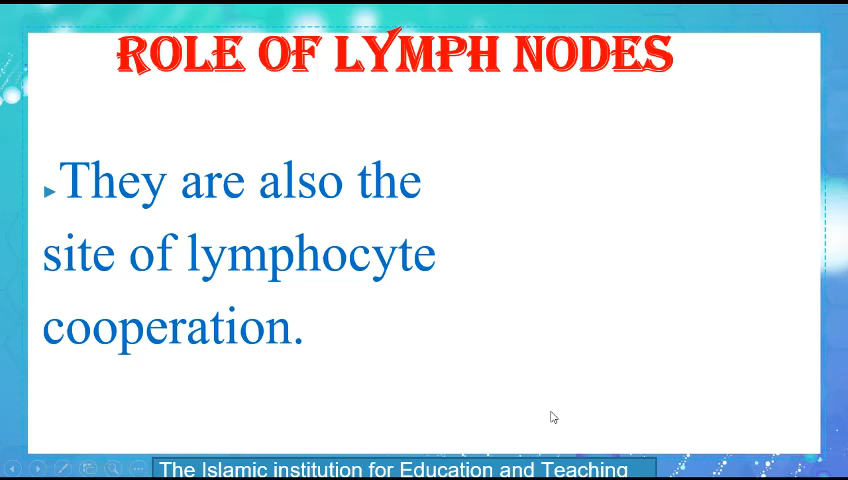 ROLE OF LYMPH NODES
They are also the
site of lymphocyte
cooperation.
The Islamic institution for Education and Teaching